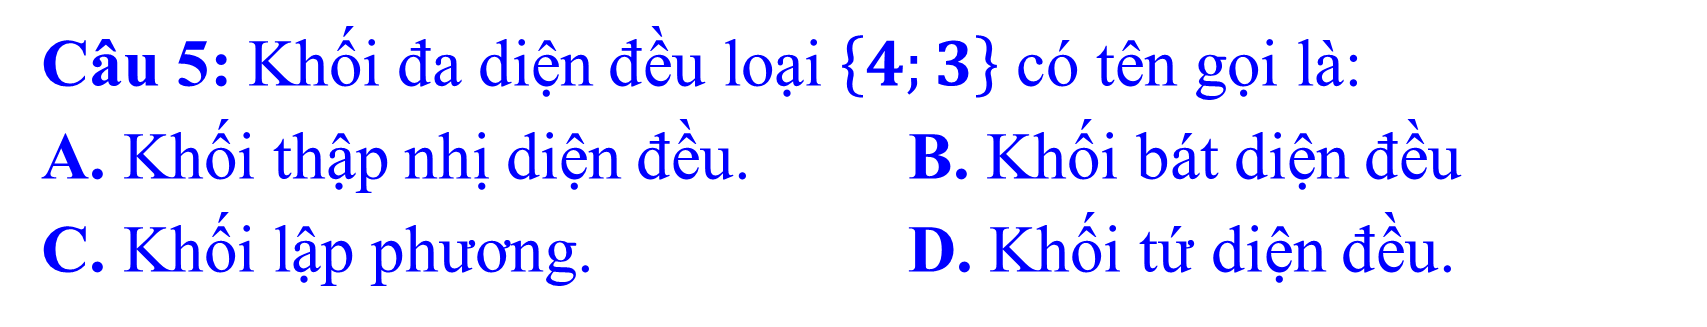 Câu 5: Khối đa diện đều loại {4; 3} có tên gọi là:
A. Khối thập nhị diện đều. B. Khối bát diện đều
C. Khối lập phương. D. Khối tứ diện đều.